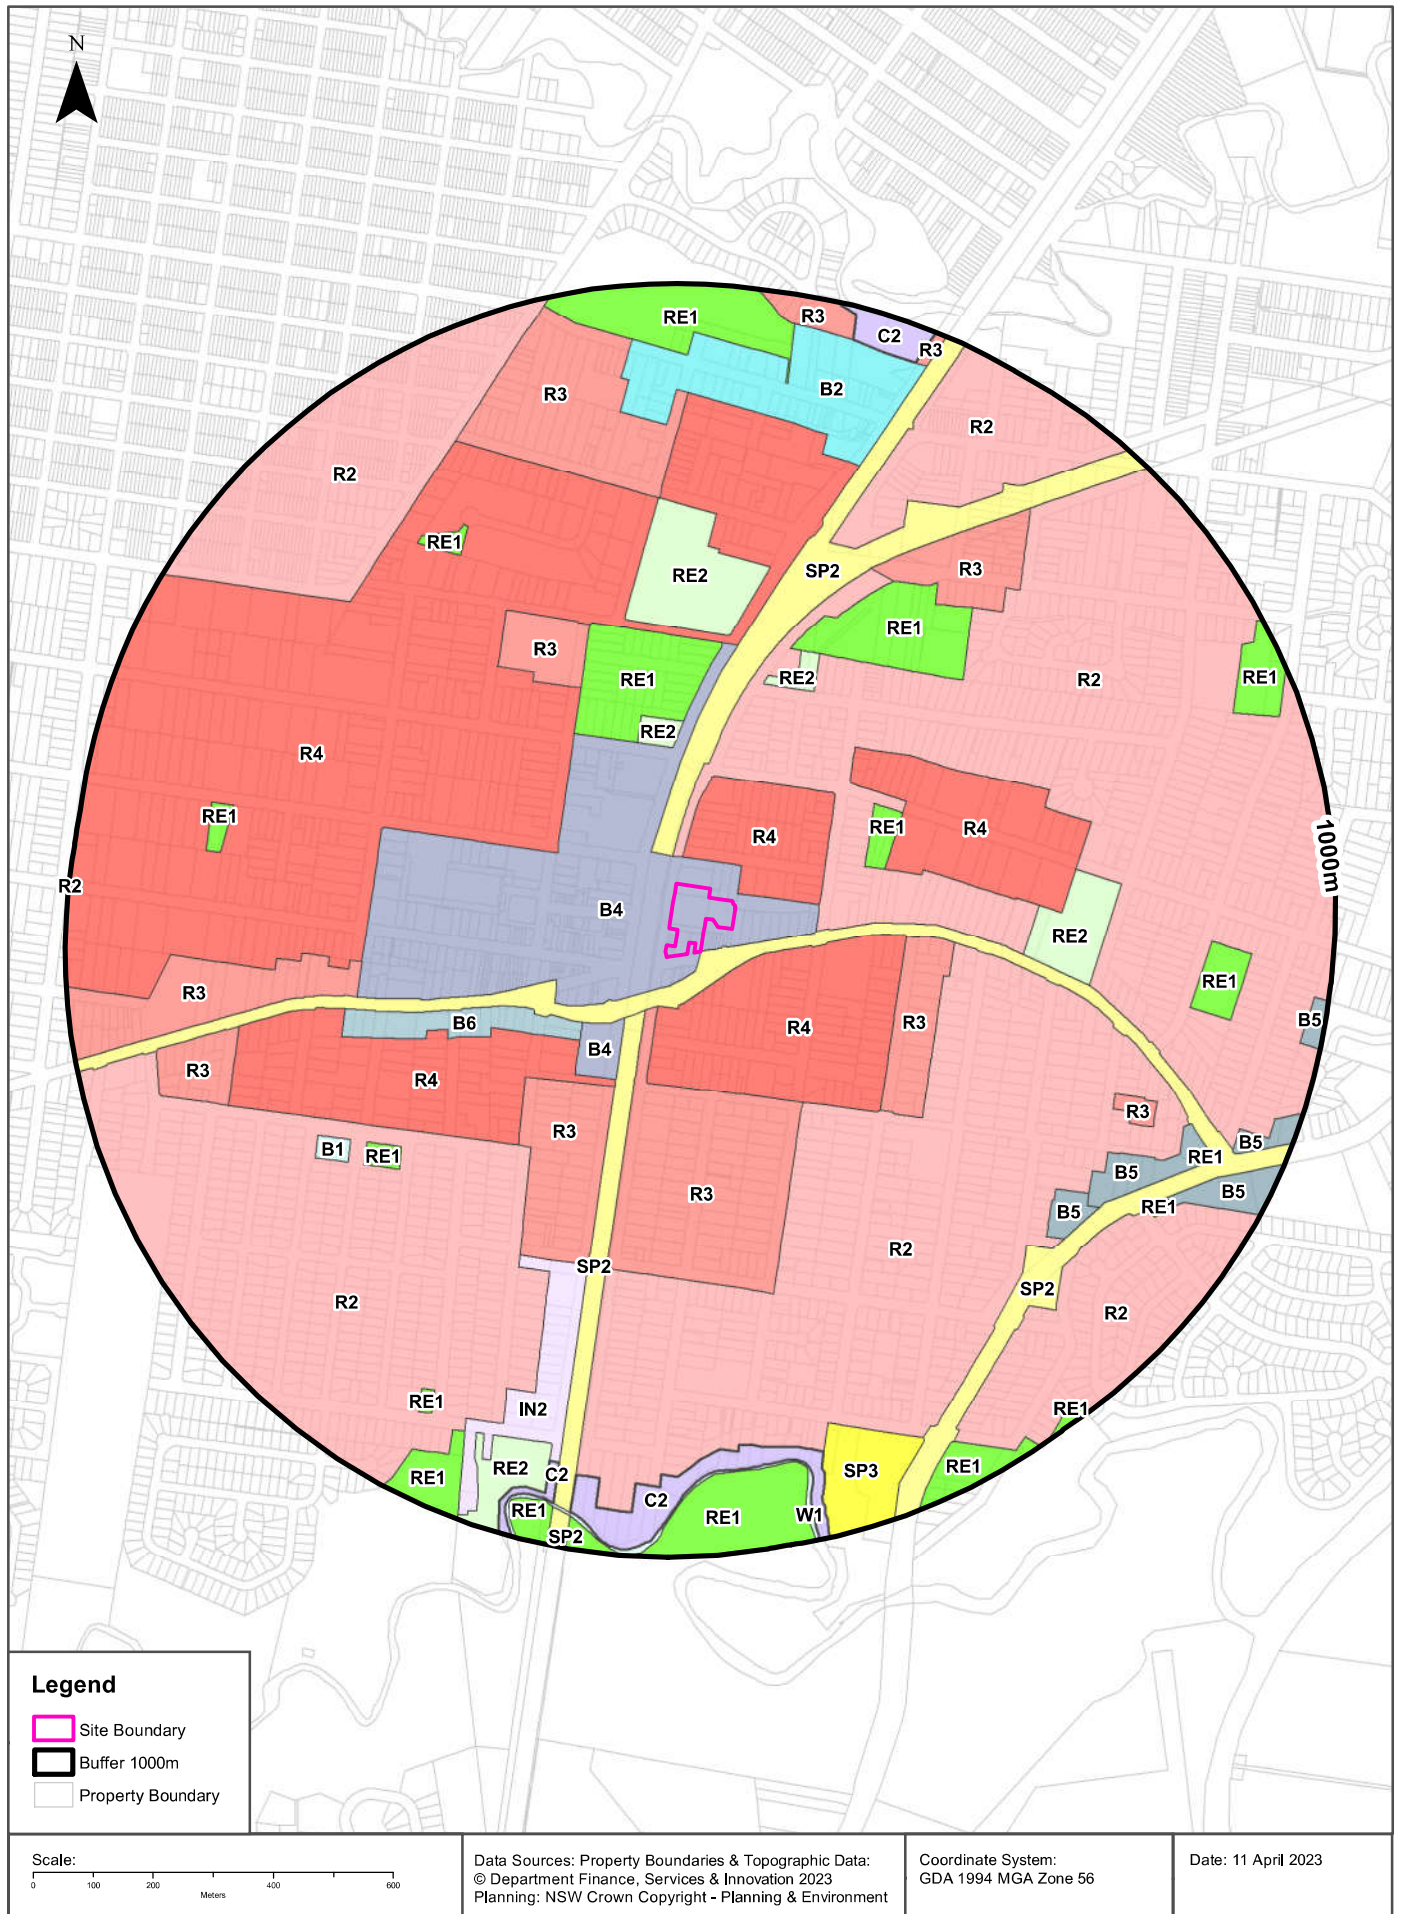 N
RE1
R3
C2
R3
B2
R3
R2
R2
RE1
SP2
R3
RE2
RE1
R3
RE1
RE2
R2
RE1
RE2
R4
RE1
RE1
R4
R4
1000m
R2
B4
RE2
RE1
R3
B5
B6
R4
R3
B4
R3
R4
R3
R3
B1
RE1
B5
RE1
B5
B5
R3
B5
RE1
R2
SP2
SP2
R2
R2
RE1
IN2
RE1
RE2
C2
RE1
SP3
RE1
C2
RE1
SP2
RE1
W1
Legend
Site Boundary
Buffer 1000m
Property Boundary
Scale:
0 100 200 400 600
Meters
Data Sources: Property Boundaries & Topographic Data:
© Department Finance, Services & Innovation 2023
Planning: NSW Crown Copyright - Planning & Environment
Coordinate System:
GDA 1994 MGA Zone 56
Date: 11 April 2023